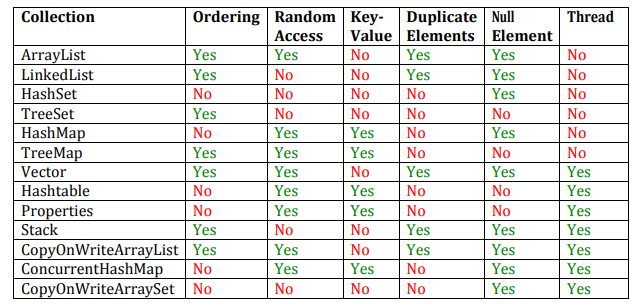 Collection Ordering Random Access Key-Value Duplicate Elements Null Element Thread
ArrayList Yes Yes No Yes Yes No
LinkedList Yes No No Yes Yes No
HashSet No No No No Yes No
TreeSet Yes No No No No No
HashMap No Yes Yes No Yes No
TreeMap Yes Yes Yes No No No
Vector Yes Yes No Yes Yes Yes
Hashtable No Yes Yes No No Yes
Properties No Yes Yes No No Yes
Stack Yes No No Yes Yes Yes
CopyOnWriteArrayList Yes Yes No Yes Yes Yes
ConcurrentHashMap No Yes Yes No Yes Yes
CopyOnWriteArraySet No No No No Yes Yes